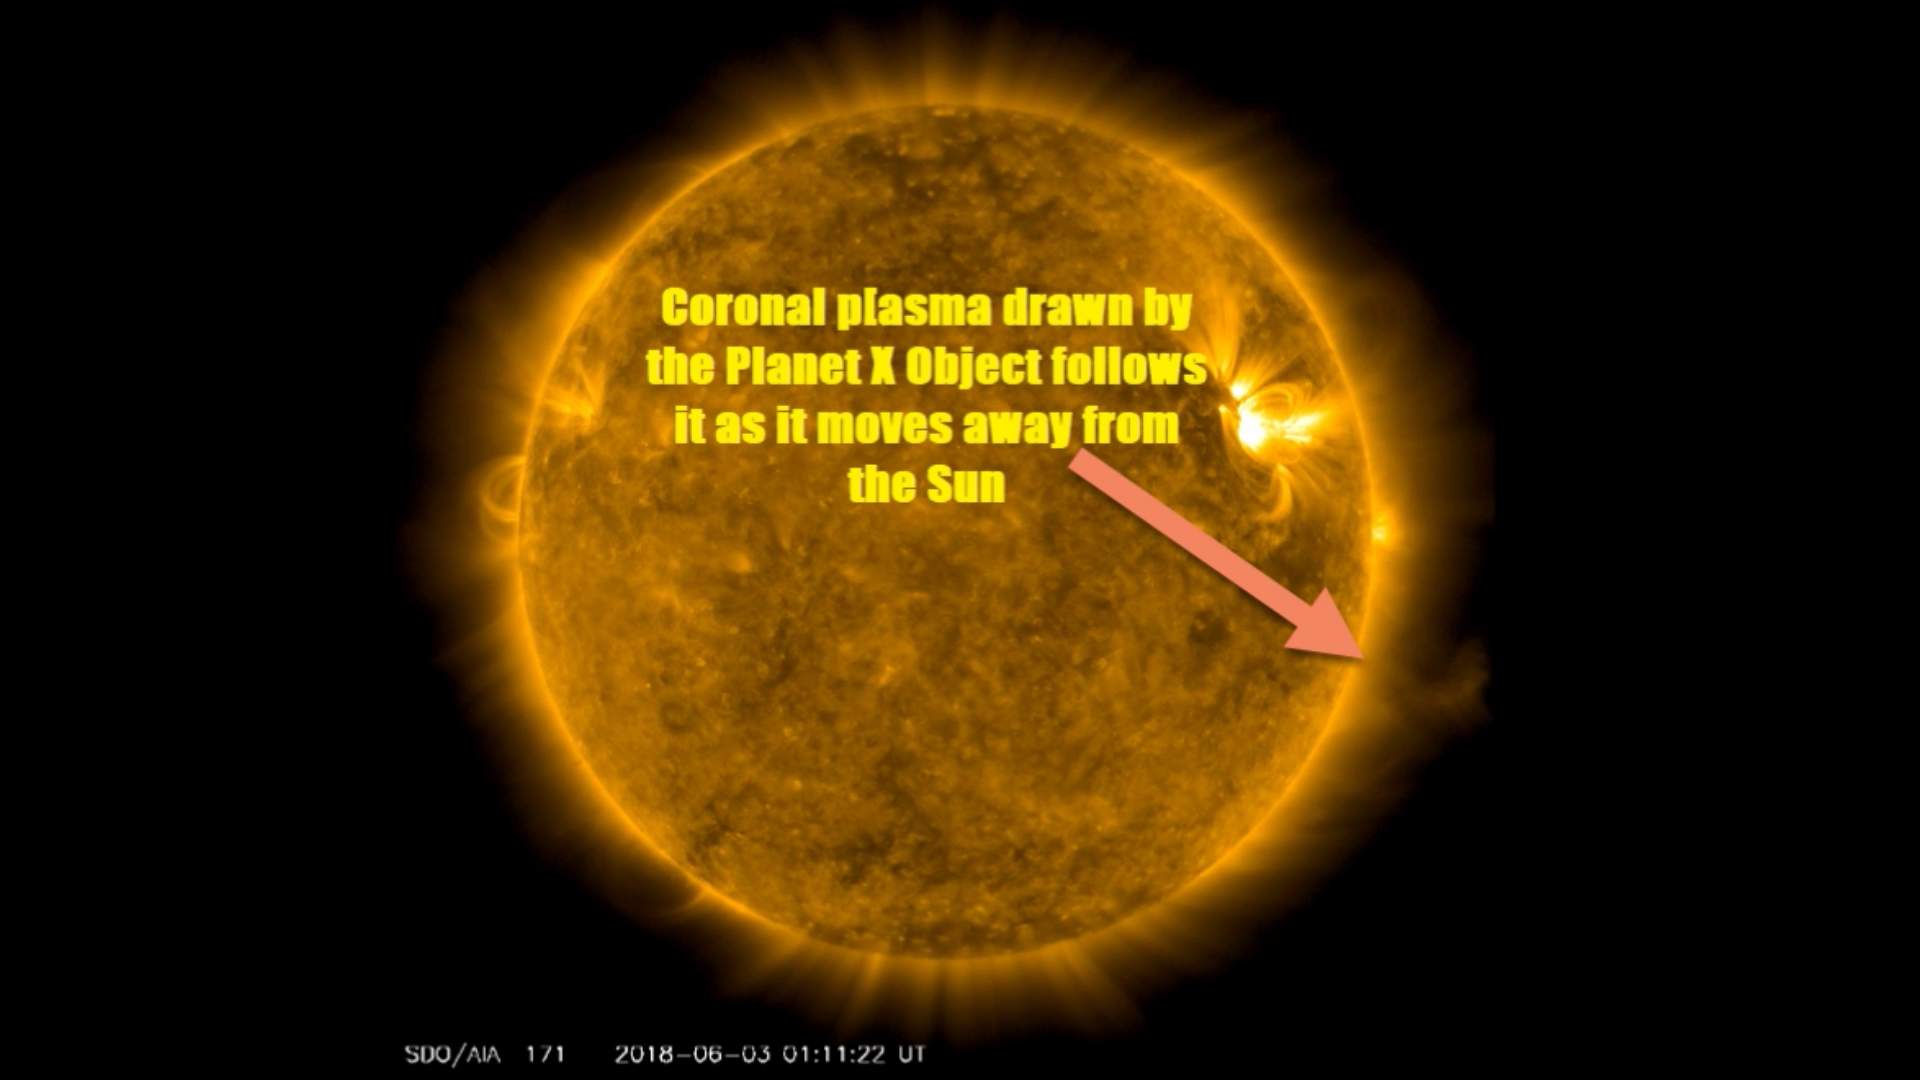 Coronal plasma drawn by
the Planet X Object follows
it as it moves away from
the Sun
SDO/AIA 171 2018-06-03 01:11:22 UT